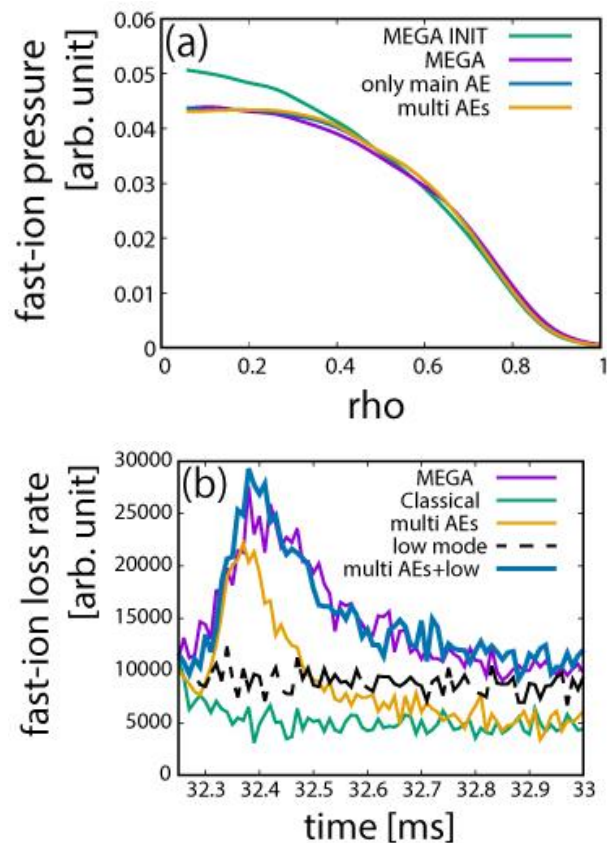 (a)
MEGA INIT
MEGA
only main AE
multi AEs
fast-ion pressure
[arb. unit]
0.06
0.05
0.04
0.03
0.02
0.01
0
0 0.2 0.4 0.6 0.8 1
rho
(b)
MEGA
Classical
multi AEs
low mode
multi AEs+low
fast-ion loss rate
[arb. unit]
30000
25000
20000
15000
10000
5000
0
32.3 32.4 32.5 32.6 32.7 32.8 32.9 33
time [ms]